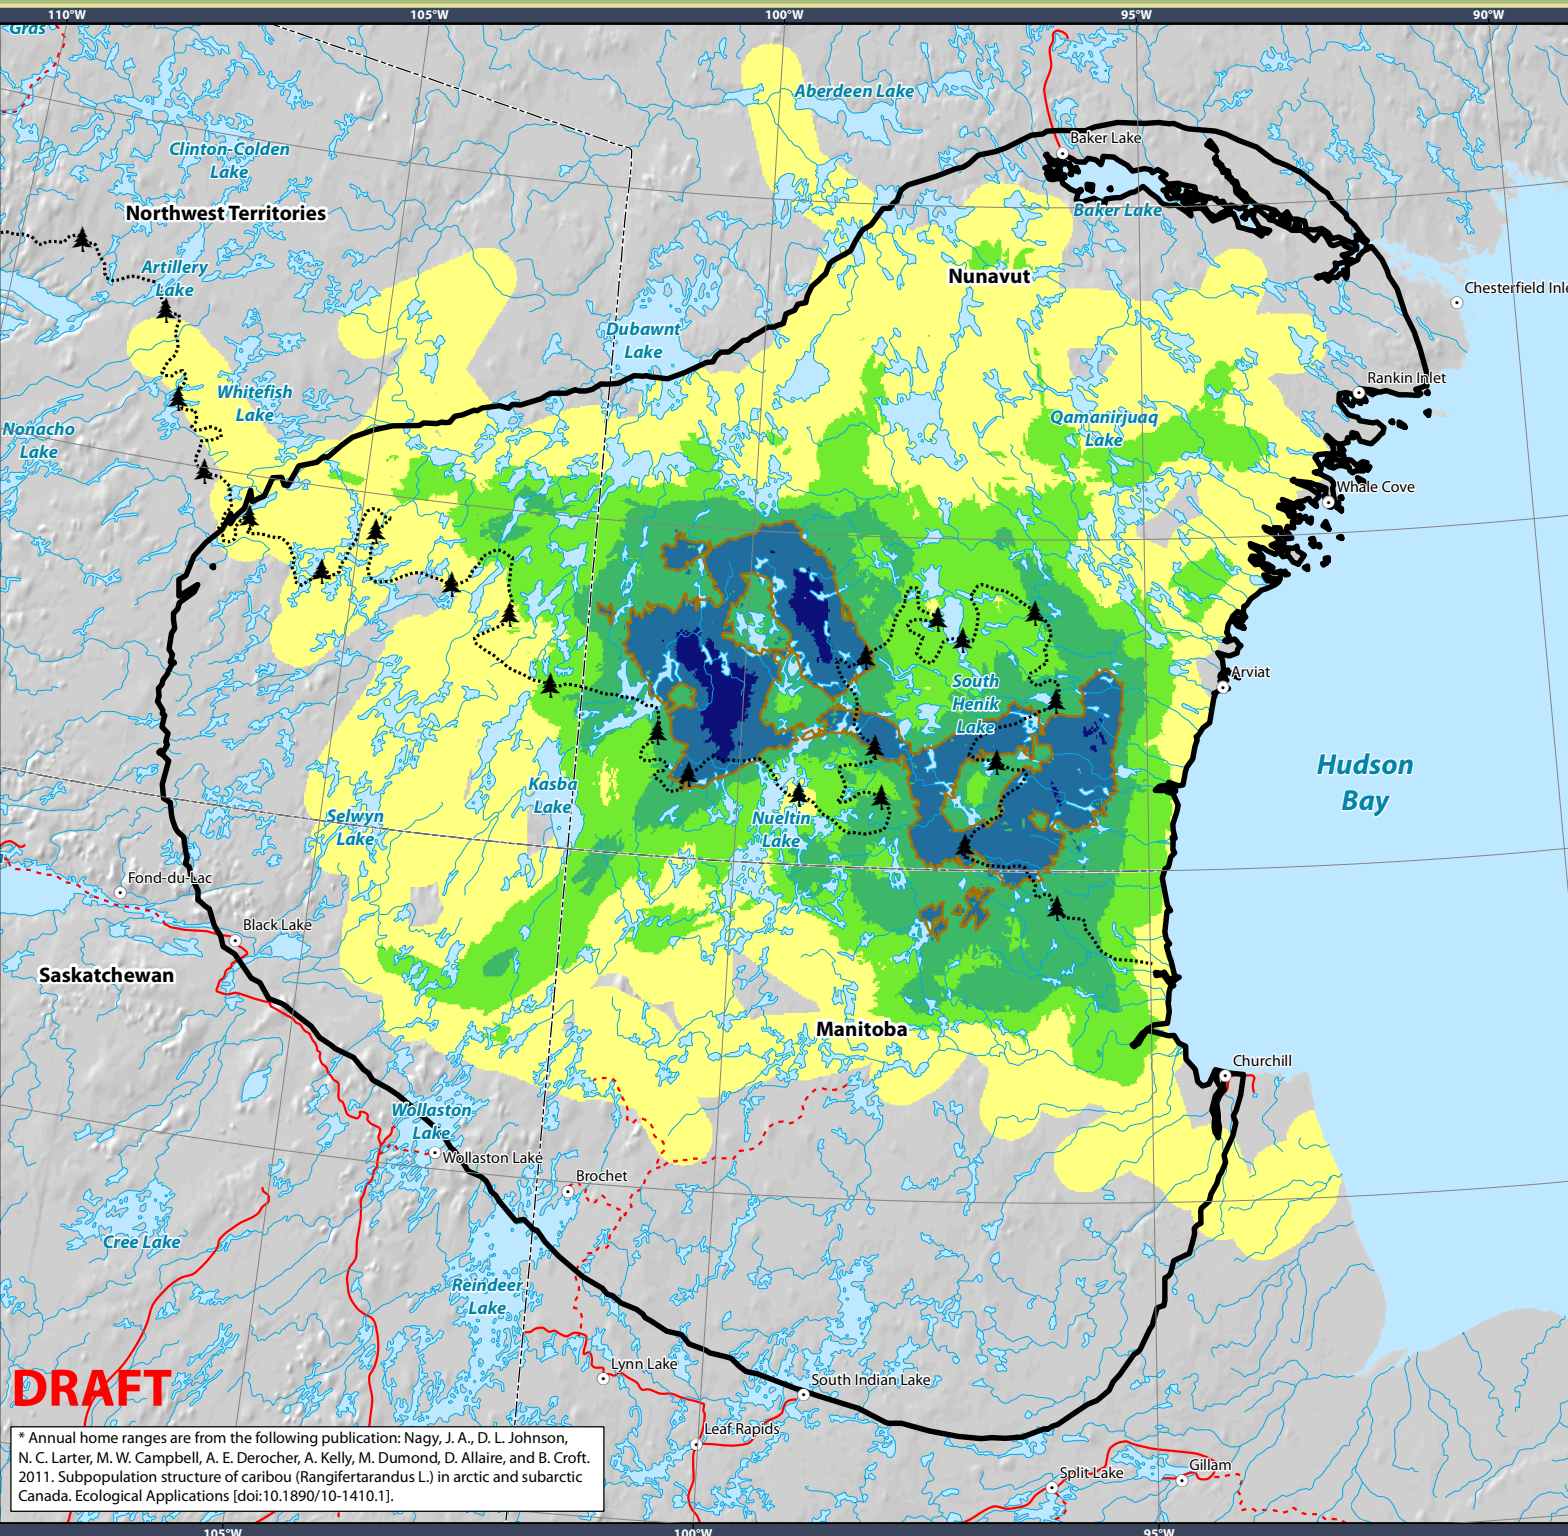 110°W
105°W
100°W
95°W
90°W
Gras
Aberdeen Lake
Baker Lake
Clinton-Colden
Lake
Northwest Territories
Baker Lake
Artillery
Lake
Nunavut
Chesterfield Inle
Dubawnt
Lake
Rankin Inlet
Whitefish
Lake
Qamanirjuaq
Lake
Nonacho
Lake
Whale Cove
Arviat
South
Henik
Lake
Hudson
Bay
Kasba
Lake
Selwyn
Lake
Nueltin
Lake
Fond-du-Lac
Black Lake
Saskatchewan
Manitoba
Churchill
Wollaston
Lake
Wollaston Lake
Brochet
Cree Lake
Reindeer
Lake
Lynn Lake
South Indian Lake
DRAFT
Leaf Rapids
Split Lake
Gillam
* Annual home ranges are from the following publication: Nagy, J. A., D. L. Johnson,
N. C. Larter, M. W. Campbell, A. E. Derocher, A. Kelly, M. Dumond, D. Allaire, and B. Croft.
2011. Subpopulation structure of caribou (Rangifertarandus L.) in arctic and subarctic
Canada. Ecological Applications [doi:10.1890/10-1410.1].
105°W
100°W
95°W